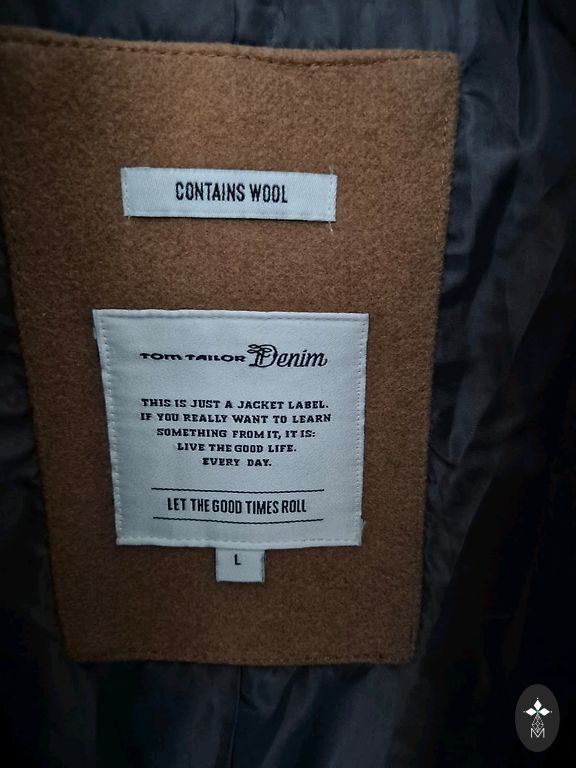 CONTAINS WOOL
TOM TAILOR Denim
THIS IS JUST A JACKET LABEL.
IF YOU REALLY WANT TO LEARN
SOMETHING FROM IT, IT IS:
LIVE THE GOOD LIFE.
EVERY DAY.
LET THE GOOD TIMES ROLL
L
M